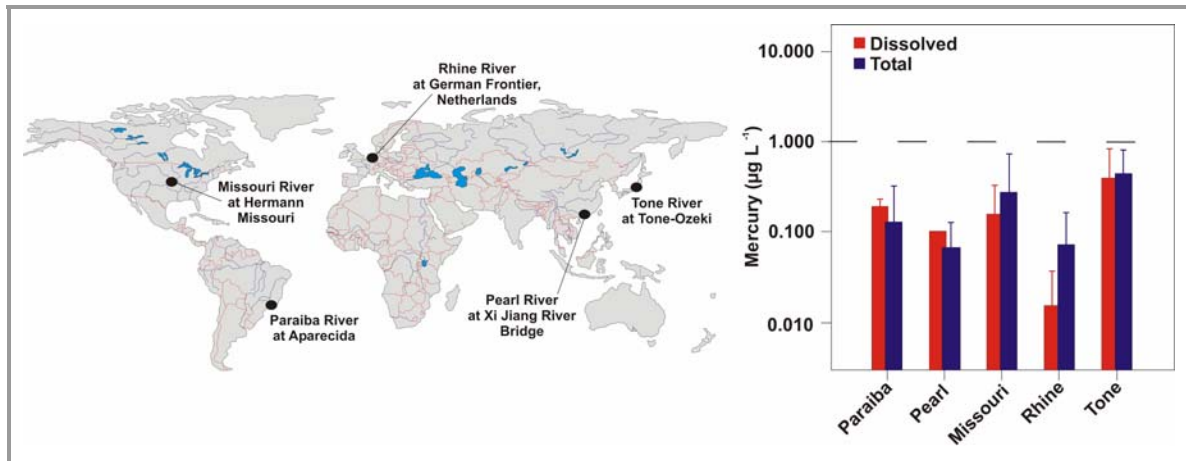 Rhine River
at German Frontier,
Netherlands
Missouri River
at Hermann
Missouri
Tone River
at Tone-Ozeki
Pearl River
at Xi Jiang River
Bridge
Paraiba River
at Aparecida
Dissolved
Total
Mercury (µg L⁻¹)
10.000
1.000
0.100
0.010
Paraiba
Pearl
Missouri
Rhine
Tone